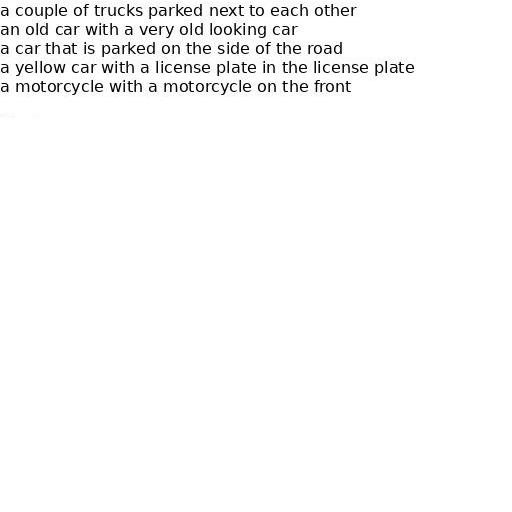 a couple of trucks parked next to each other
an old car with a very old looking car
a car that is parked on the side of the road
a yellow car with a license plate in the license plate
a motorcycle with a motorcycle on the front